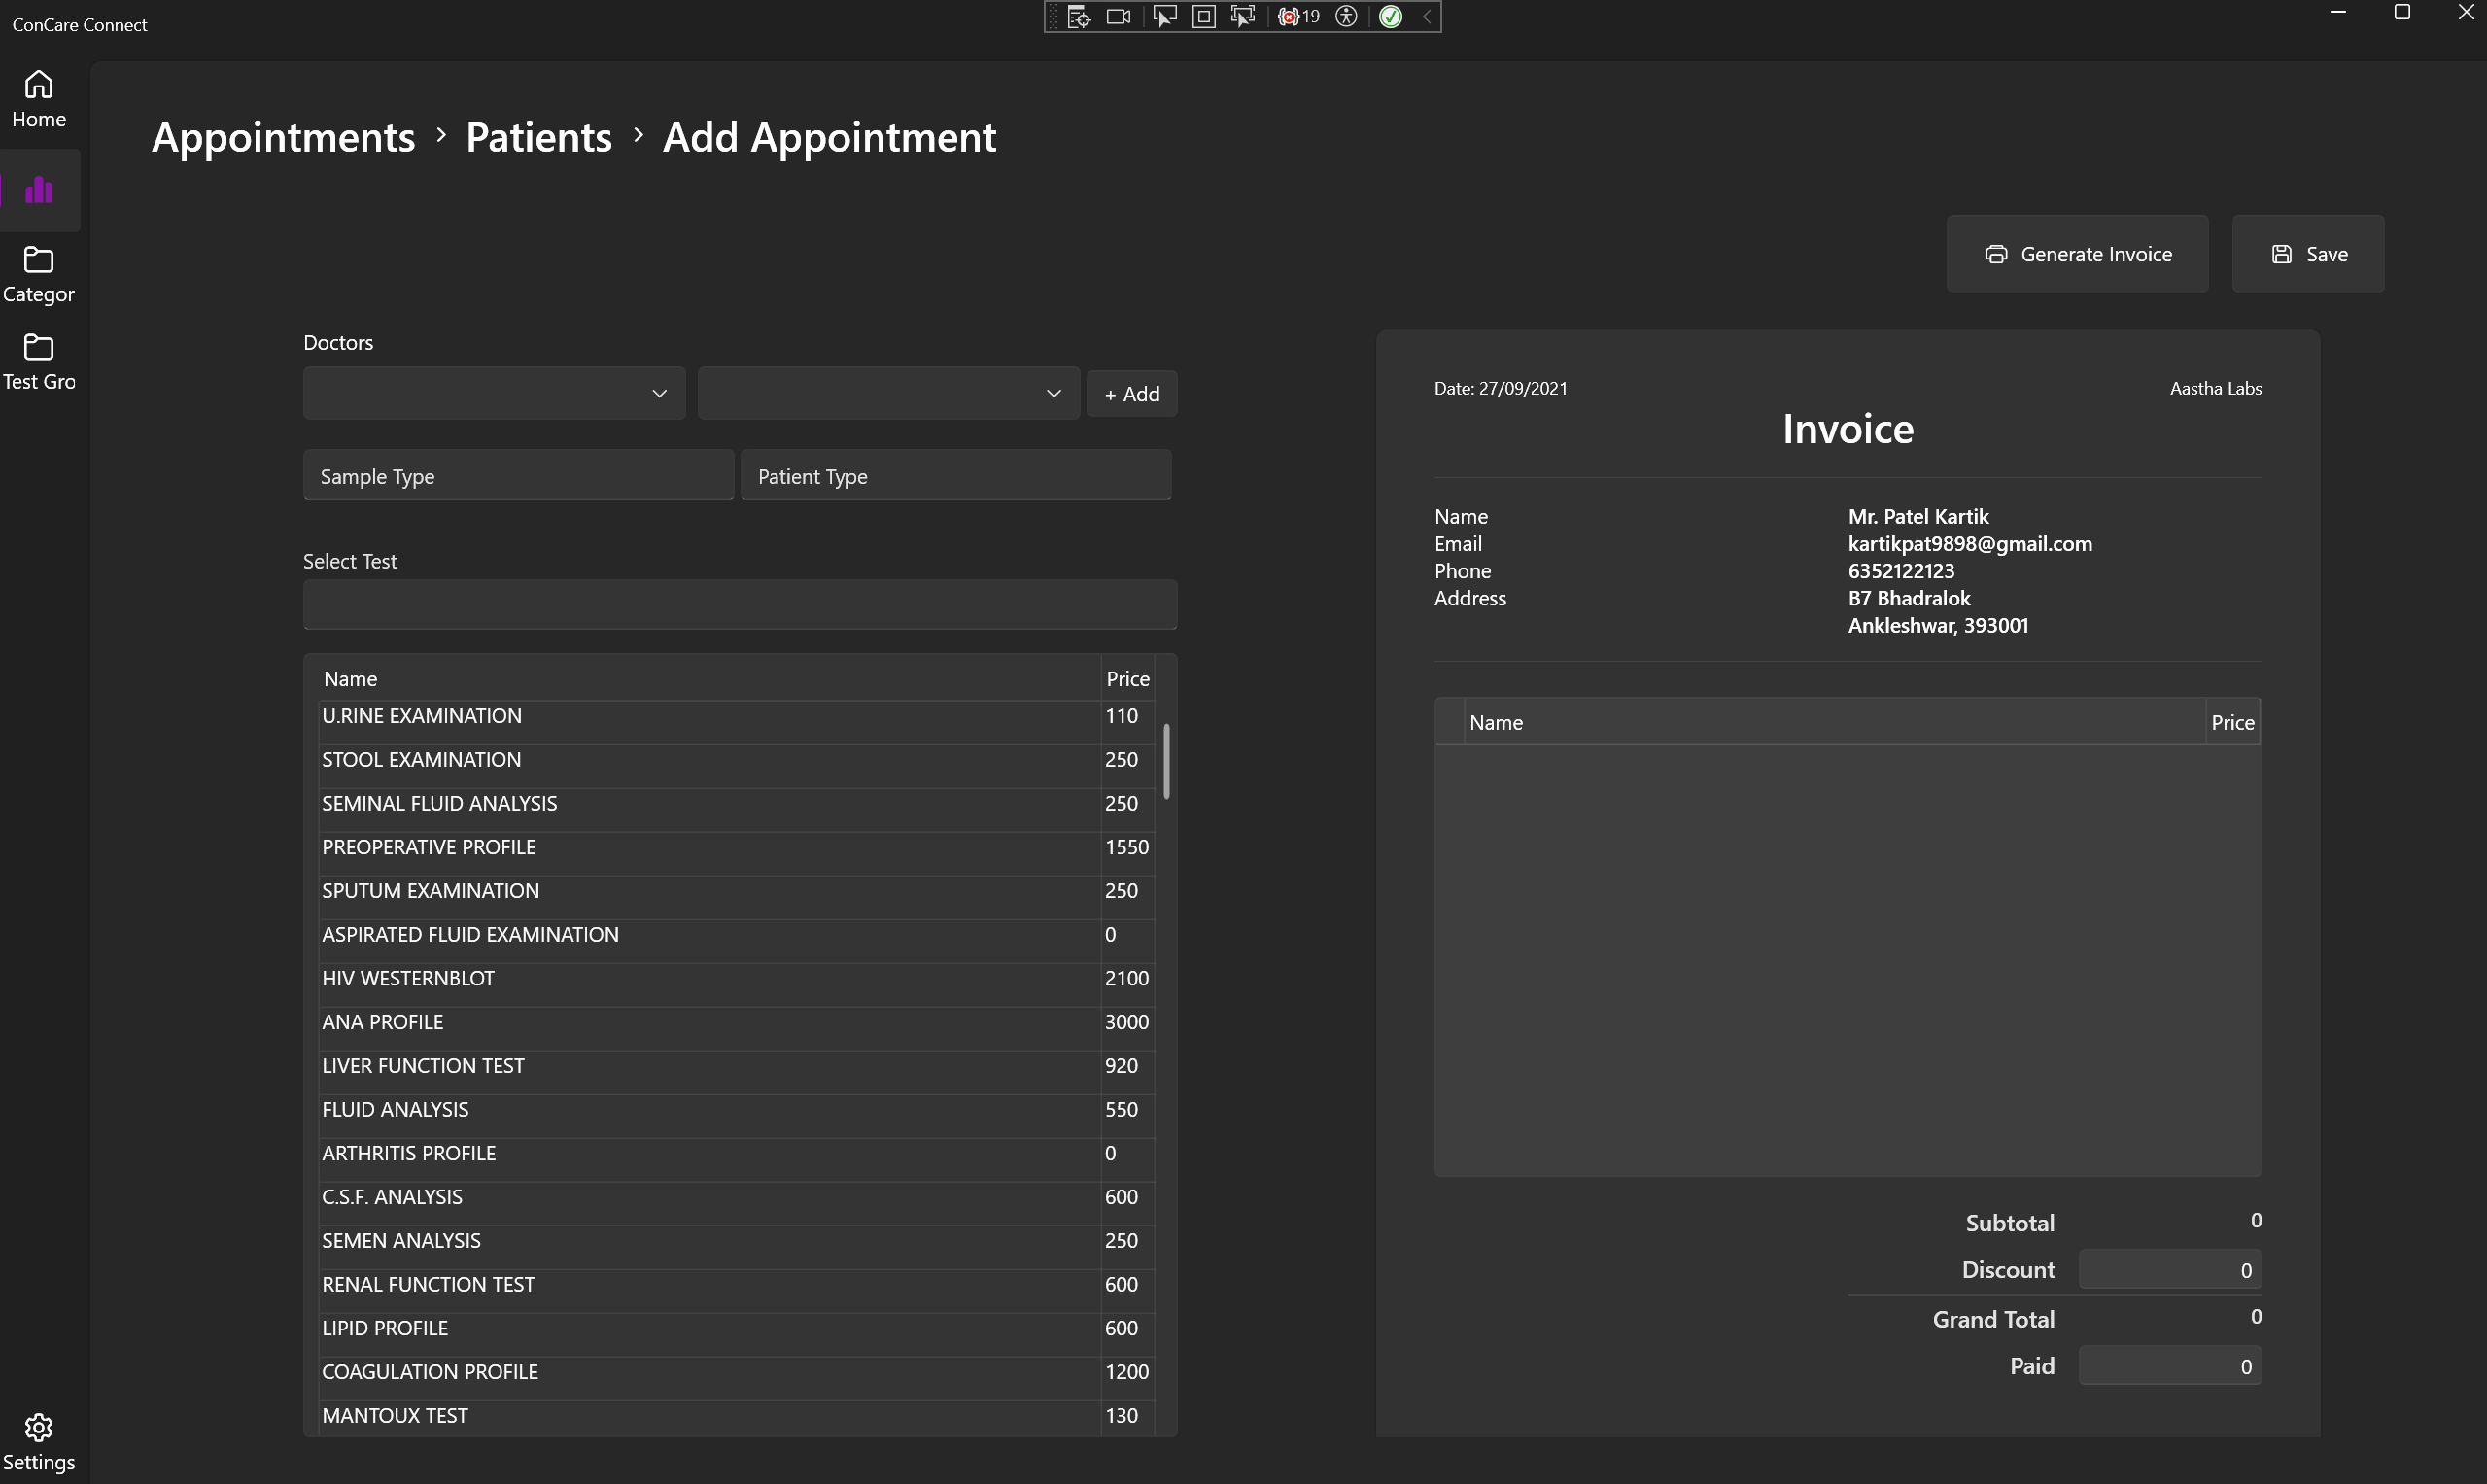 ConCare Connect
19
Home
Categor
Test Gro
Settings
Appointments > Patients > Add Appointment
Generate Invoice
Save
Doctors
+ Add
Sample Type
Patient Type
Select Test
Name Price
U.RINE EXAMINATION 110
STOOL EXAMINATION 250
SEMINAL FLUID ANALYSIS 250
PREOPERATIVE PROFILE 1550
SPUTUM EXAMINATION 250
ASPIRATED FLUID EXAMINATION 0
HIV WESTERNBLOT 2100
ANA PROFILE 3000
LIVER FUNCTION TEST 920
FLUID ANALYSIS 550
ARTHRITIS PROFILE 0
C.S.F. ANALYSIS 600
SEMEN ANALYSIS 250
RENAL FUNCTION TEST 600
LIPID PROFILE 600
COAGULATION PROFILE 1200
MANTOUX TEST 130
Date: 27/09/2021 Aastha Labs
Invoice
Name Mr. Patel Kartik
Email kartikpat9898@gmail.com
Phone 6352122123
Address B7 Bhadralok
Ankleshwar, 393001
Name Price
Subtotal 0
Discount 0
Grand Total 0
Paid 0